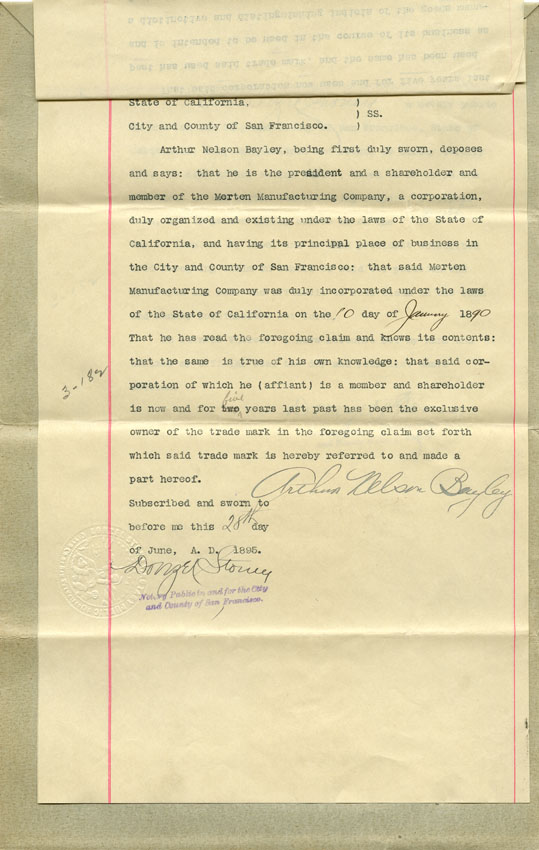 State of California,            )
                                ) SS.
City and County of San Francisco.    )
Arthur Nelson Bayley, being first duly sworn, deposes
and says: that he is the president and a shareholder and
member of the Merten Manufacturing Company, a corporation,
duly organized and existing under the laws of the State of
California, and having its principal place of business in
the City and County of San Francisco: that said Merten
Manufacturing Company was duly incorporated under the laws
of the State of California on the 10 day of January 1890
That he has read the foregoing claim and knows its contents:
that the same is true of his own knowledge: that said cor-
poration of which he (affiant) is a member and shareholder
five
is now and for two years last past has been the exclusive
owner of the trade mark in the foregoing claim set forth
which said trade mark is hereby referred to and made a
part hereof.
Arthur Nelson Bayley
Subscribed and sworn to
before me this 28th day
of June, A. D. 1895.
Donzel Stoney
Notary Public in and for the City
and County of San Francisco.